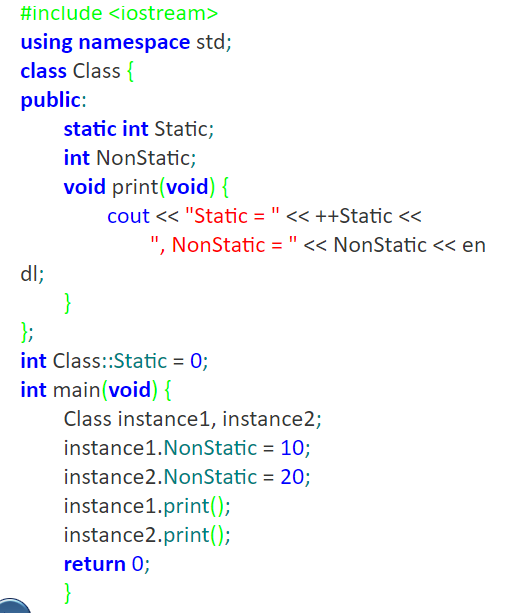 #include <iostream>
using namespace std;
class Class {
public:
static int Static;
int NonStatic;
void print(void) {
cout << "Static = " << ++Static <<
", NonStatic = " << NonStatic << en
dl;
}
};
int Class::Static = 0;
int main(void) {
Class instance1, instance2;
instance1.NonStatic = 10;
instance2.NonStatic = 20;
instance1.print();
instance2.print();
return 0;
}